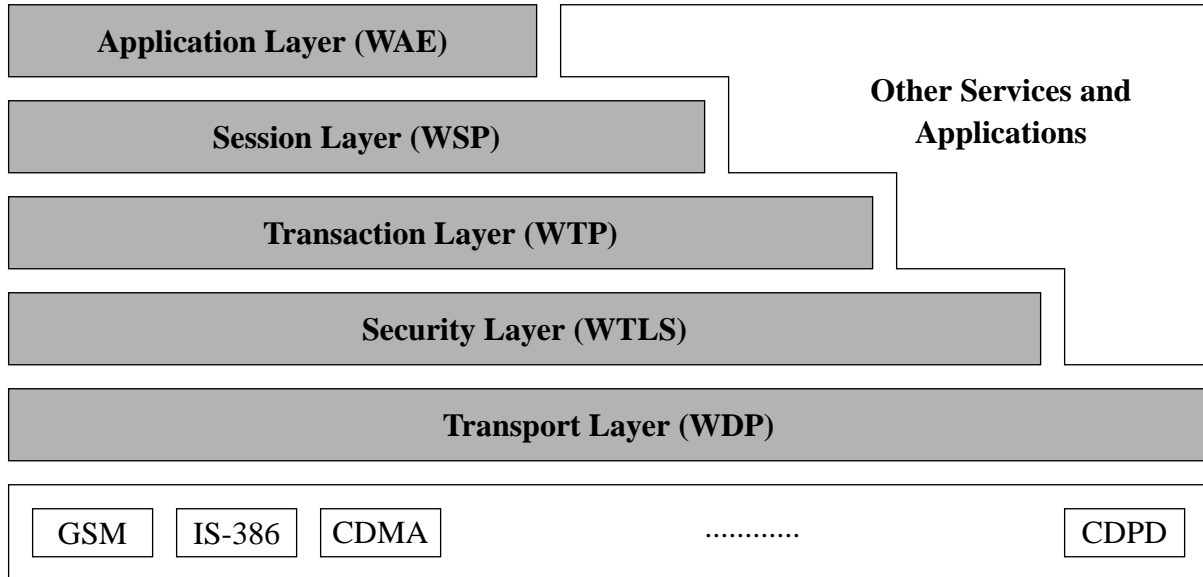 Application Layer (WAE)
Other Services and
Applications
Session Layer (WSP)
Transaction Layer (WTP)
Security Layer (WTLS)
Transport Layer (WDP)
GSM IS-386 CDMA ............ CDPD